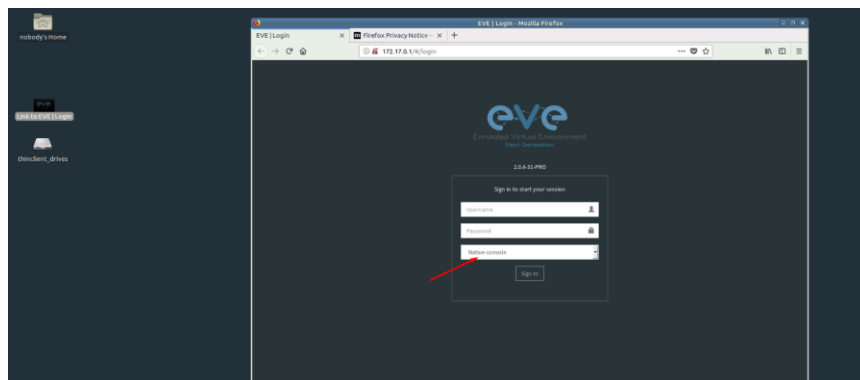 nobody's Home
Link to EVE | Login
thinclient_drives
EVE | Login - Mozilla Firefox
EVE | Login
Firefox Privacy Notice —
172.17.0.1/#/login
eve
Emulated Virtual Environment
Next Generation
2.0.4-31-PRO
Sign in to start your session
Username
Password
Native console
Sign In